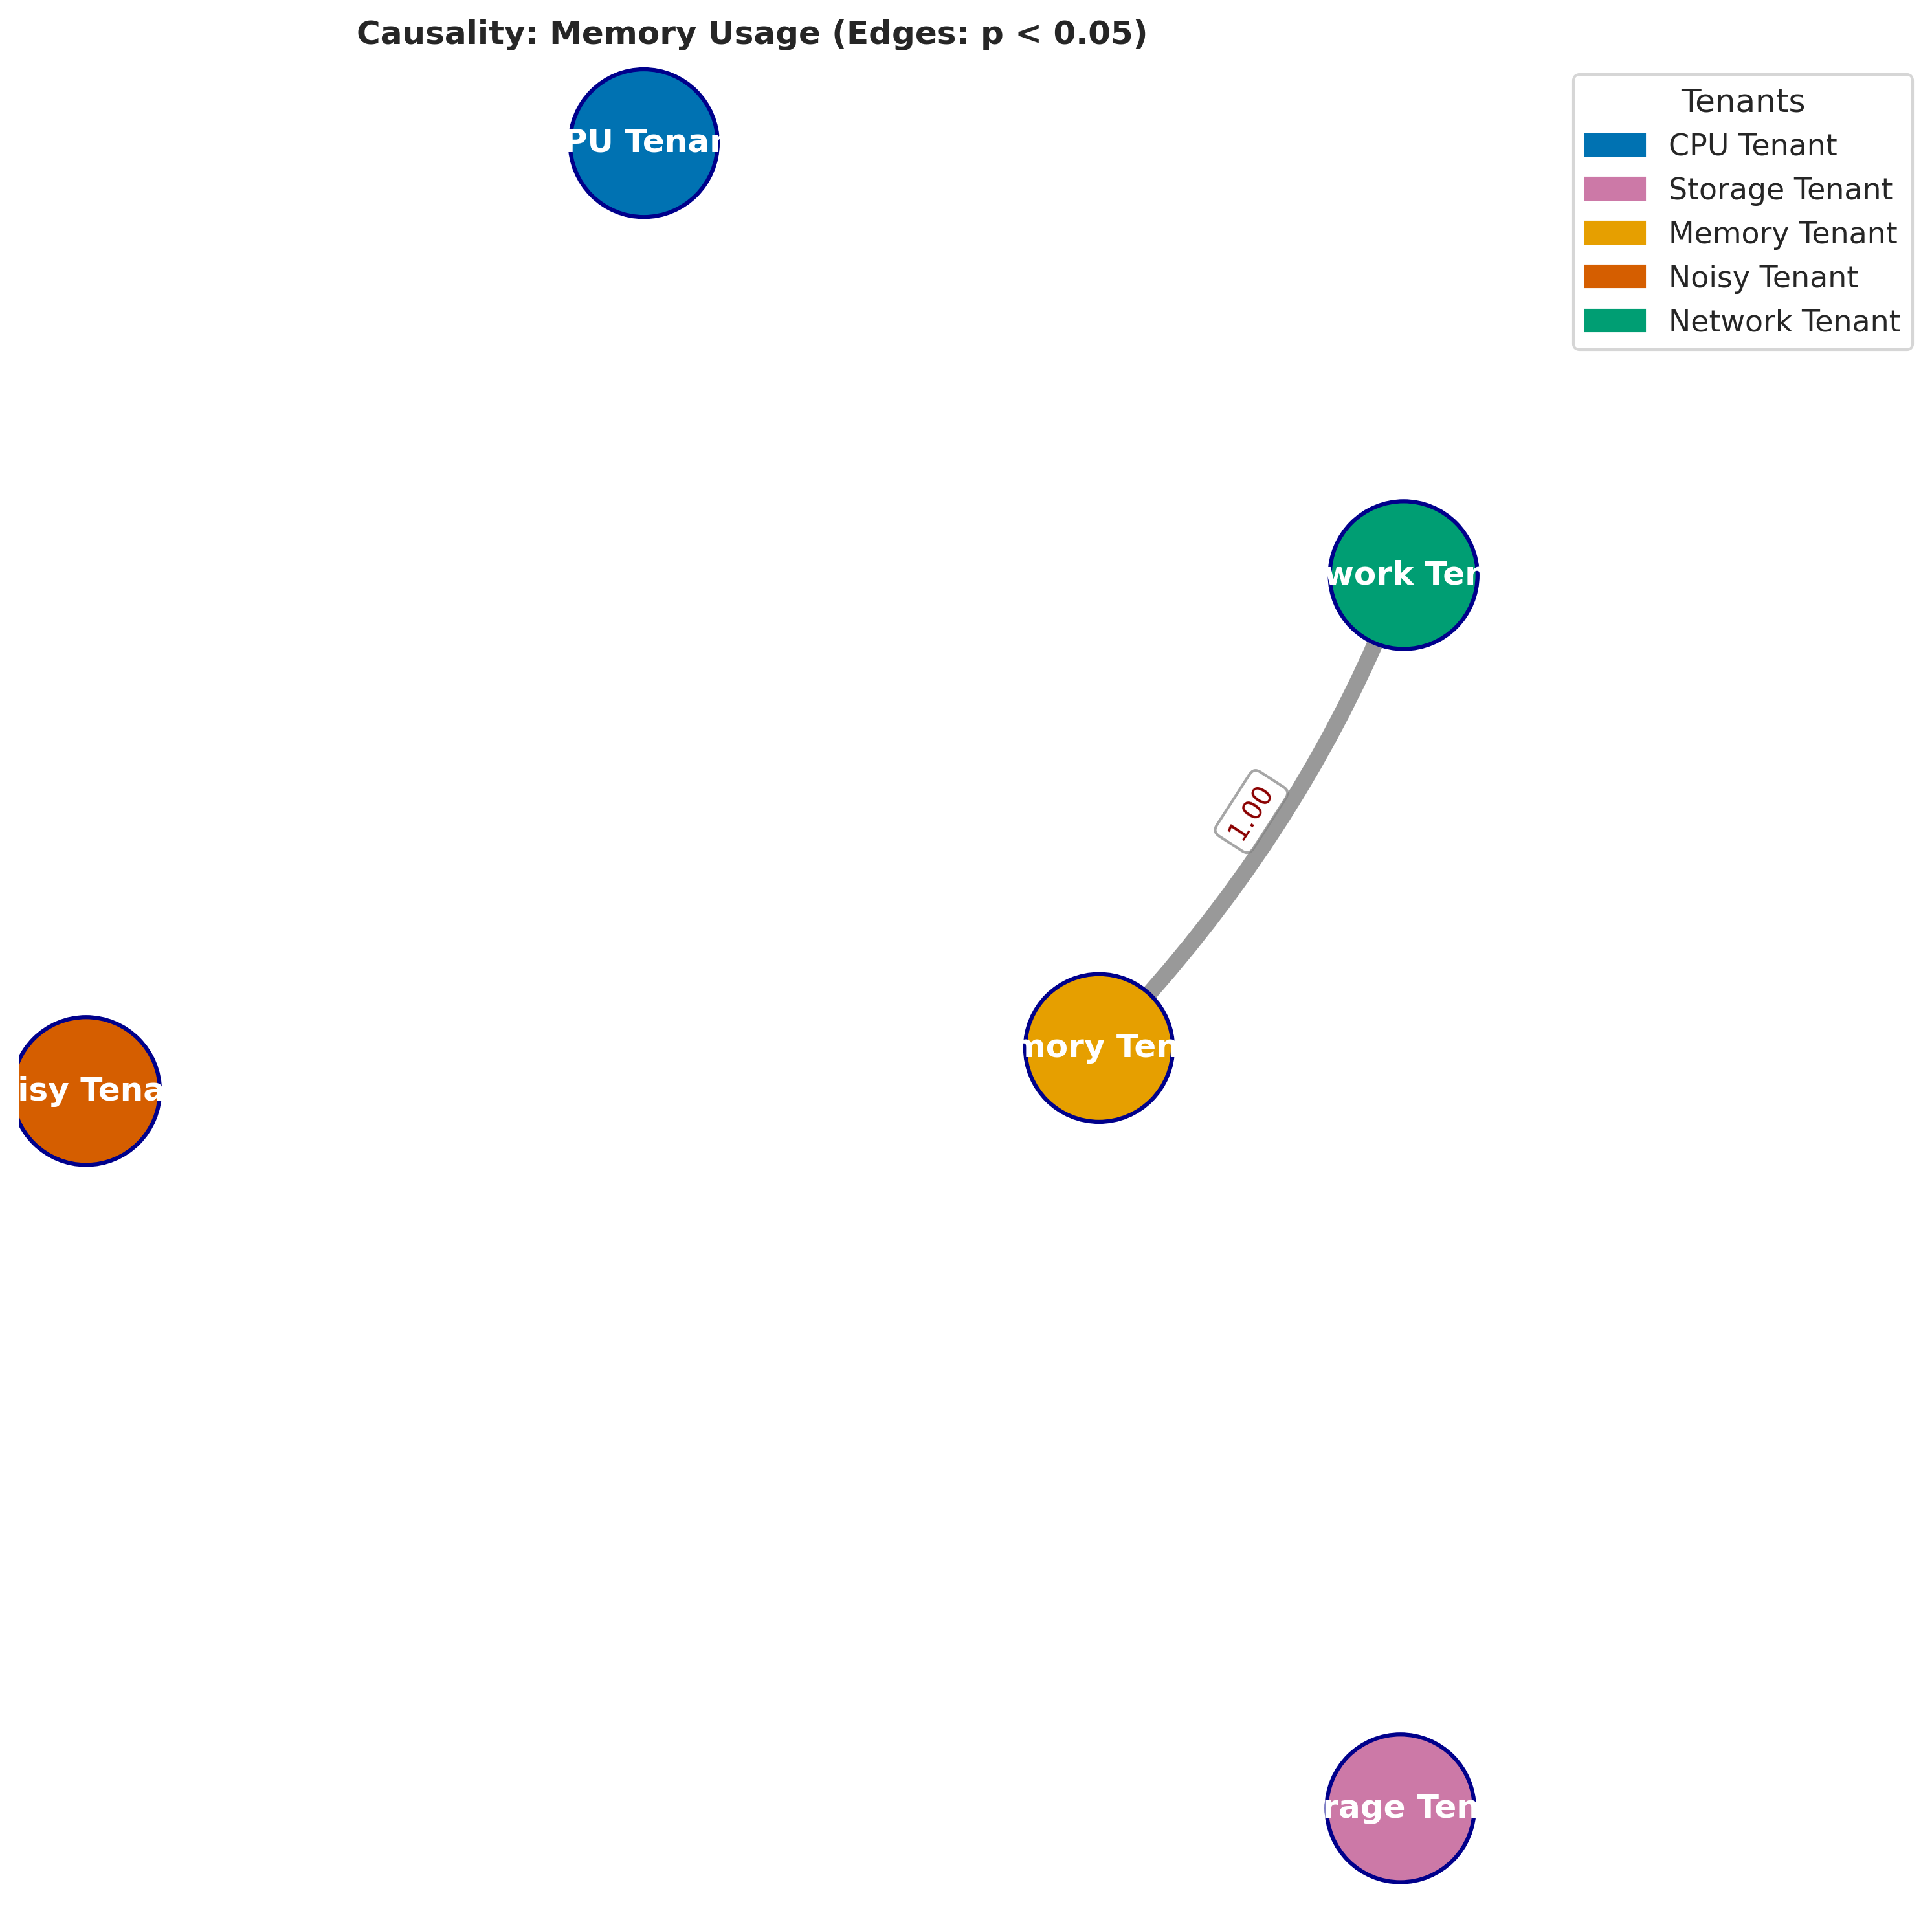 Causality: Memory Usage (Edges: p < 0.05)
Tenants
CPU Tenant
Storage Tenant
Memory Tenant
Noisy Tenant
Network Tenant
PU Tenan
work Ten
1.00
mory Ten
isy Tena
rage Ten